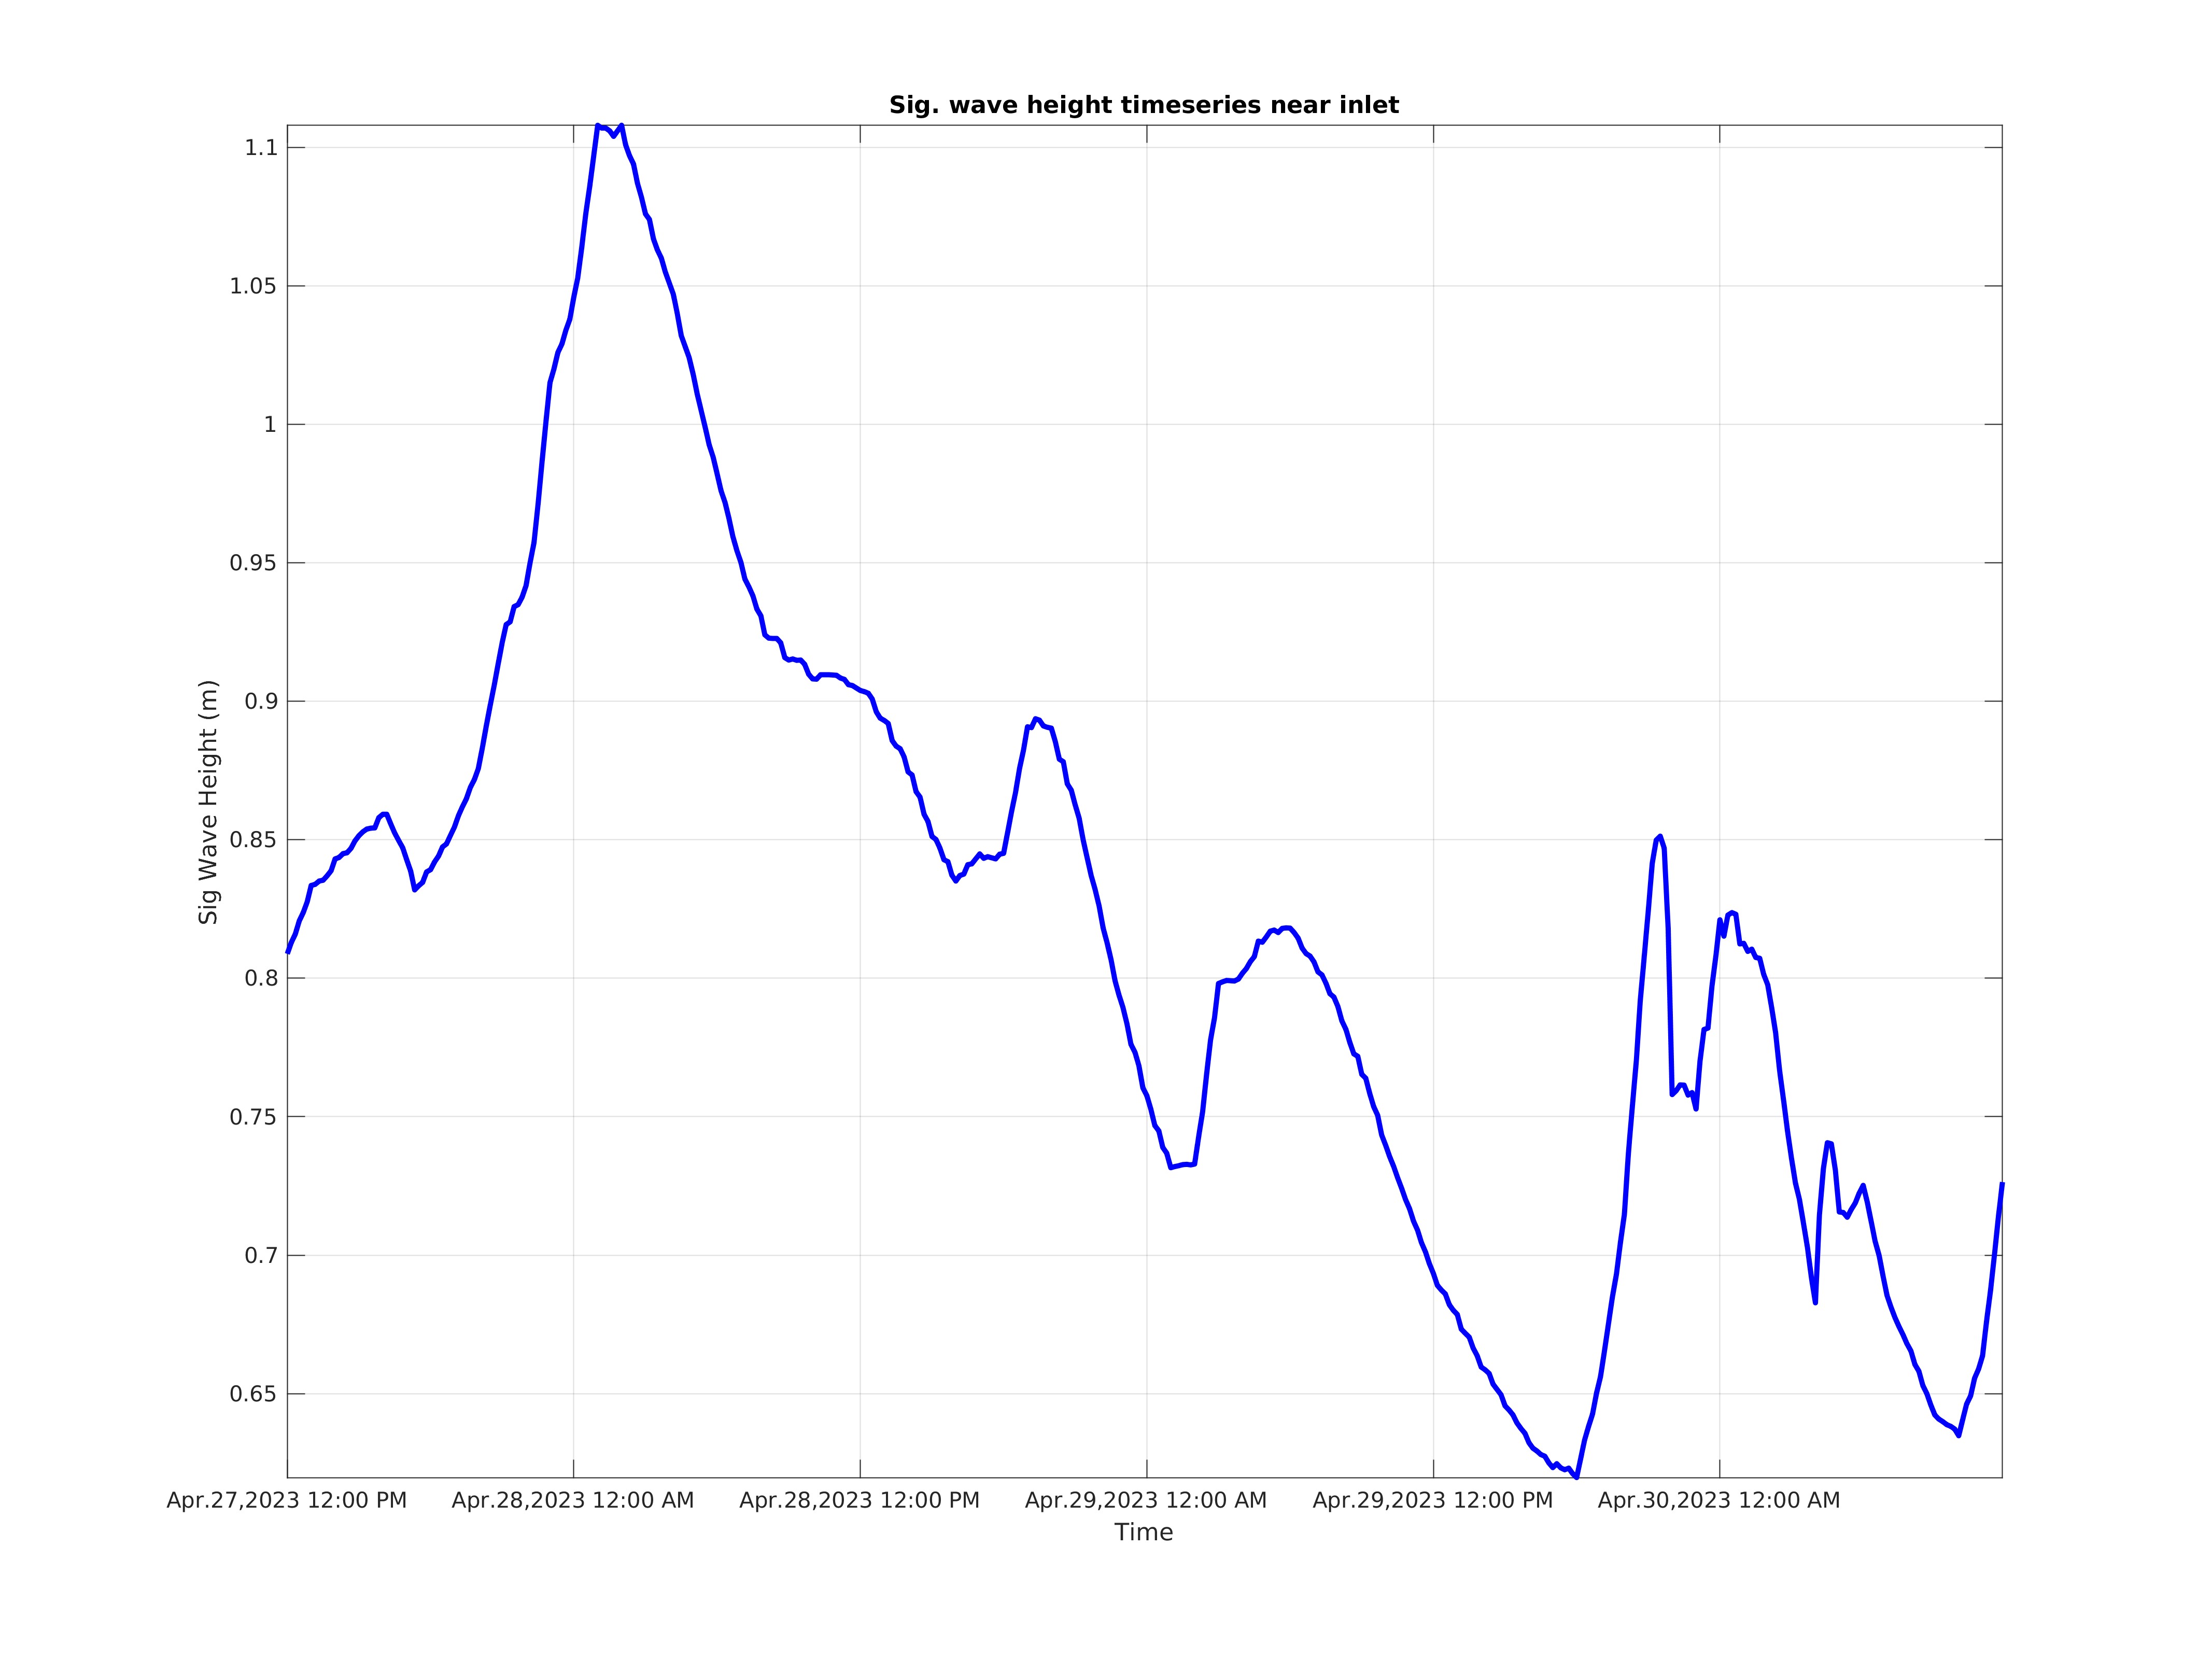 Sig. wave height timeseries near inlet
1.1
1.05
1
0.95
0.9
0.85
0.8
0.75
0.7
0.65
Sig Wave Height (m)
Apr.27,2023 12:00 PM Apr.28,2023 12:00 AM Apr.28,2023 12:00 PM Apr.29,2023 12:00 AM Apr.29,2023 12:00 PM Apr.30,2023 12:00 AM
Time